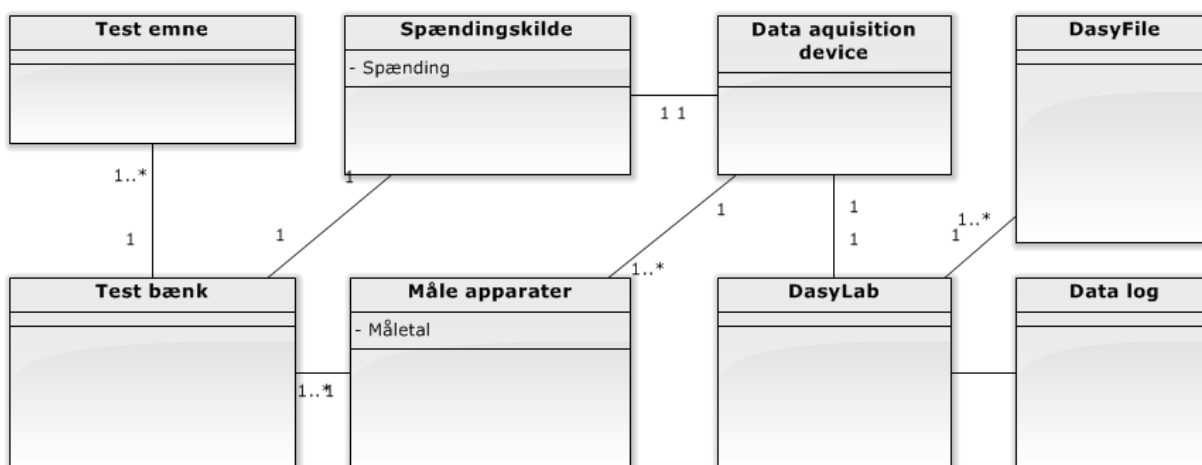 Test emne
Spændingskilde
- Spænding
Data aquisition
device
DasyFile
1 1
1..*
1
1
1
1
1..*
1
1
1..*
1
Test bænk
Måle apparater
- Måletal
DasyLab
Data log
1..*
1